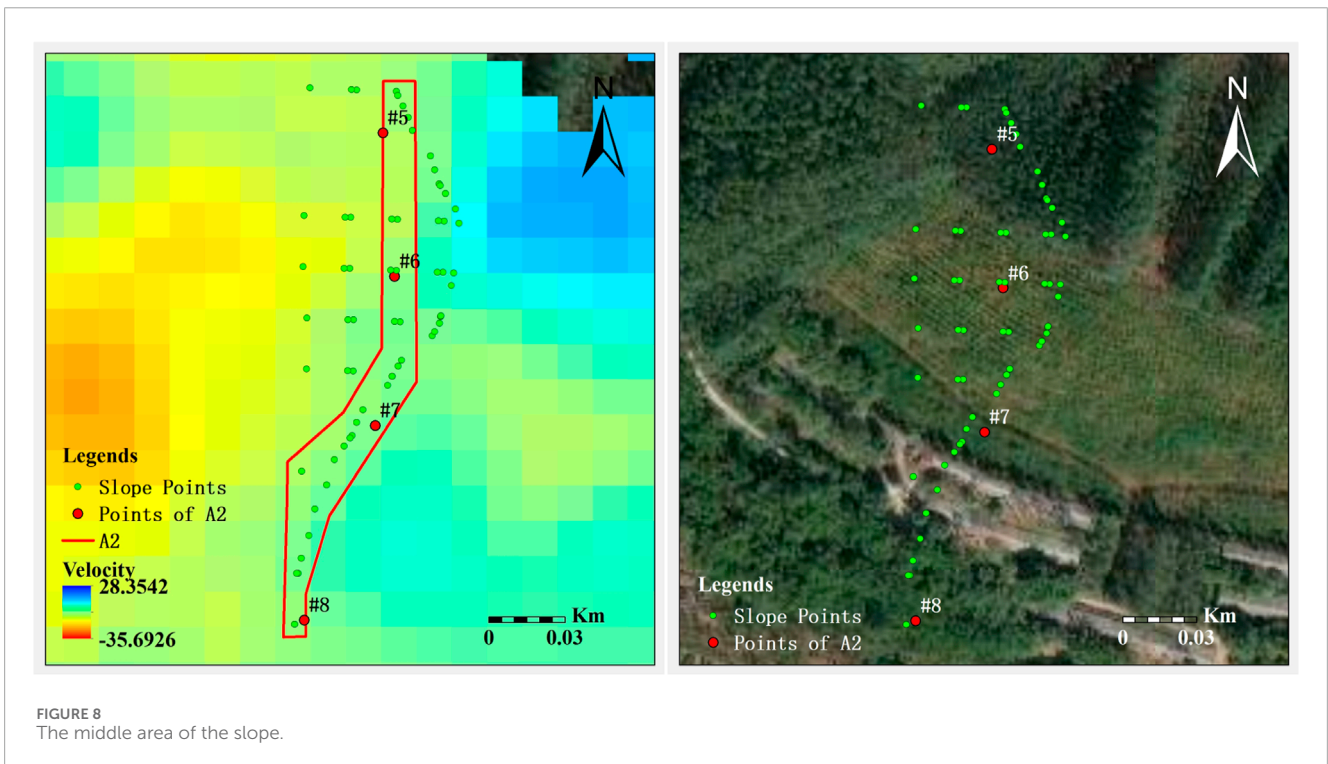 N
#5
#6
#7
#8
Legends
Slope Points
Points of A2
A2
Velocity
28.3542
-35.6926
Km
0 0.03
N
#5
#6
#7
#8
Legends
Slope Points
Points of A2
Km
0 0.03
FIGURE 8
The middle area of the slope.